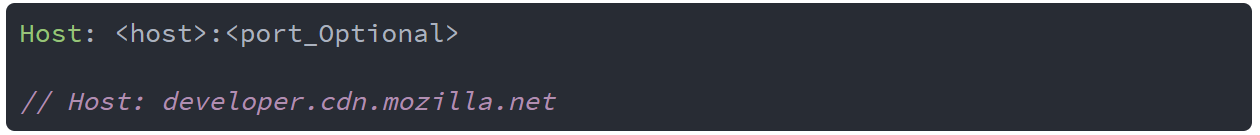 Host: <host>:<port_Optional>
// Host: developer.cdn.mozilla.net